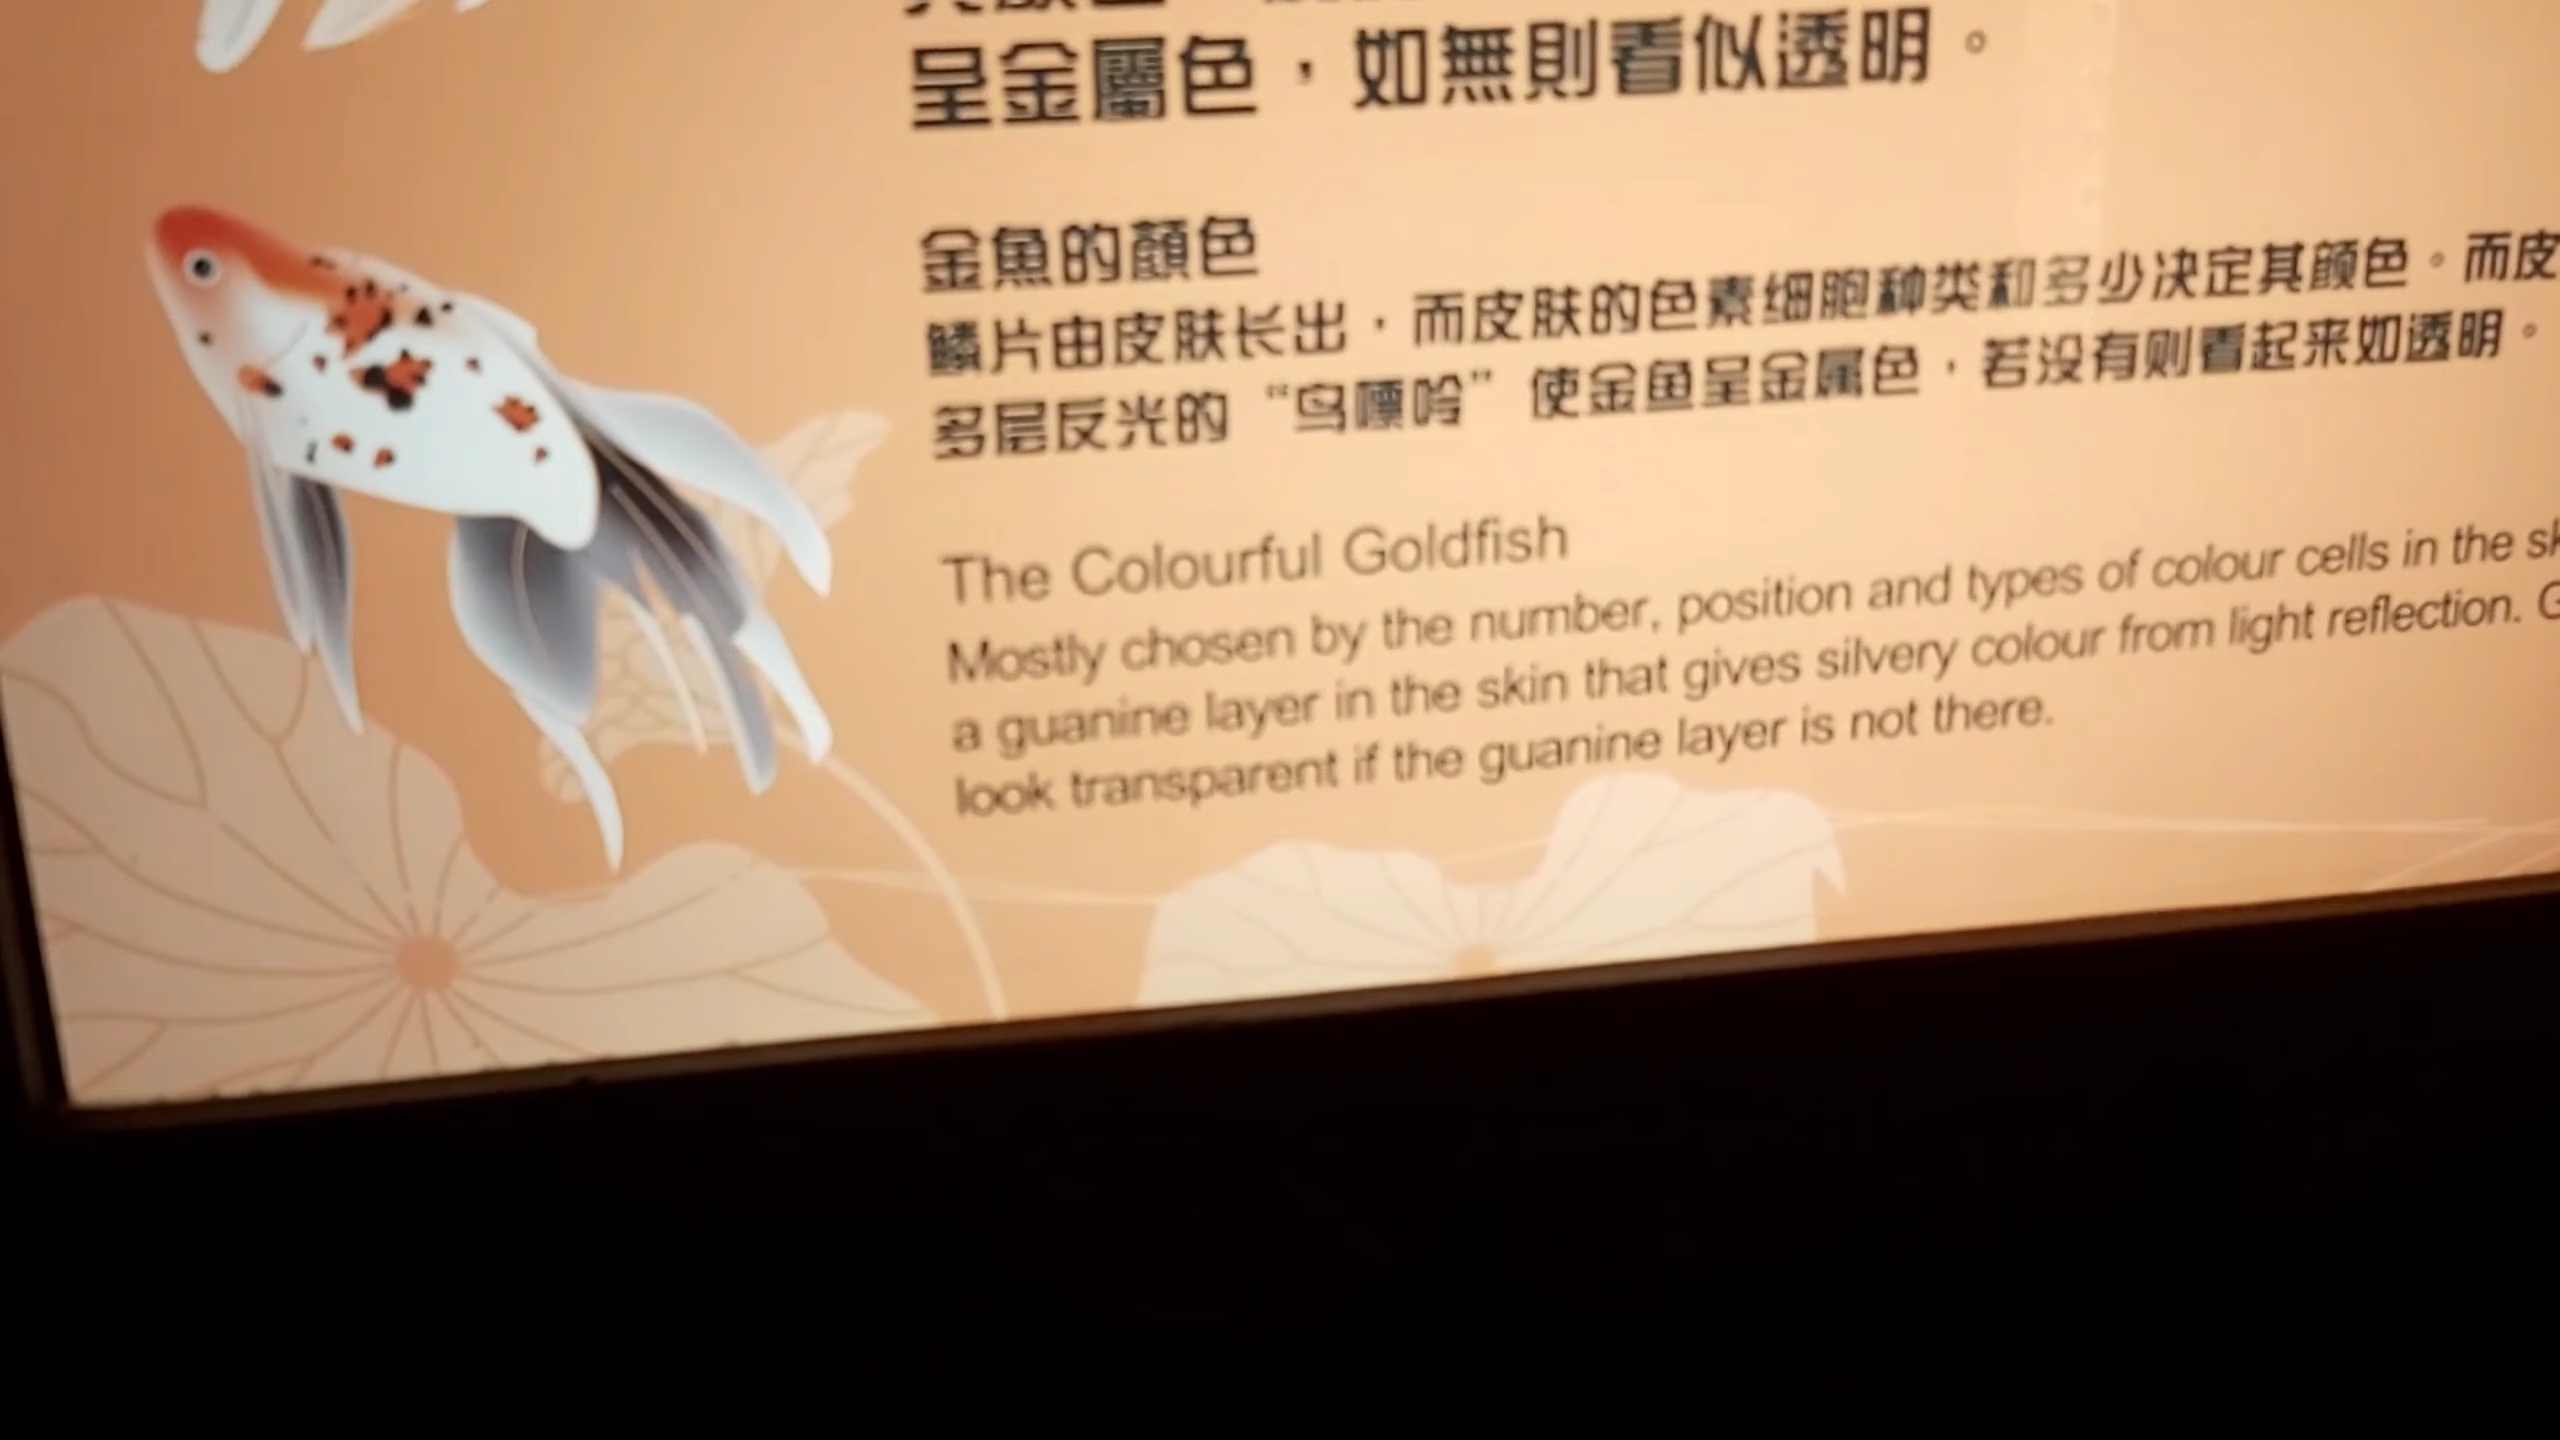 呈金屬色，如無則看似透明。
金魚的顏色
鳞片由皮肤长出，而皮肤的色素细胞种类和多少决定其颜色。而皮
多层反光的“鸟嘌呤”使金鱼呈金属色，若没有则看起来如透明。
The Colourful Goldfish
Mostly chosen by the number, position and types of colour cells in the
a guanine layer in the skin that gives silvery colour from light reflection.
look transparent if the guanine layer is not there.